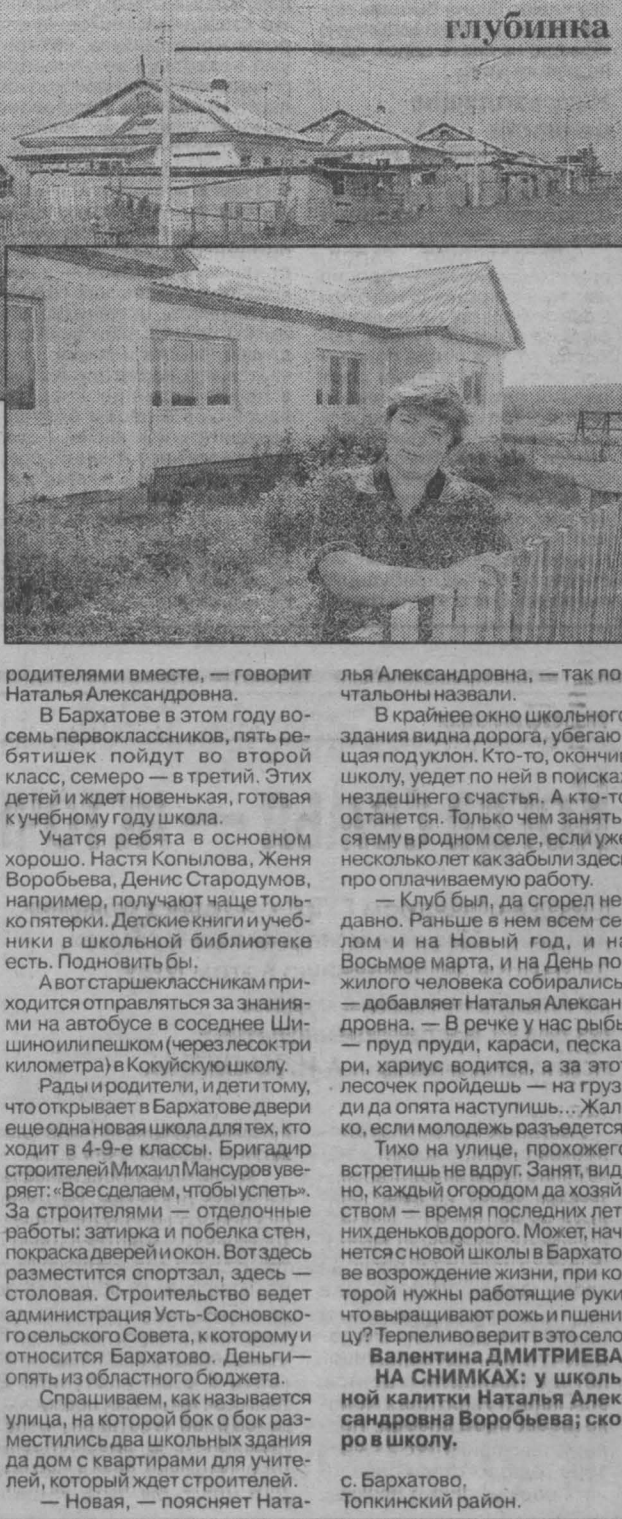 глубинка
родителями вместе, — говорит
Наталья Александровна.
В Бархатове в этом году во-
семь первоклассников, пять ре-
бятишек пойдут во второй
класс, семеро — в третий. Этих
детей и ждет новенькая, готовая
к учебному году школа.
Учатся ребята в основном
хорошо. Настя Копылова, Женя
Воробьева, Денис Стародумов,
например, получают чаще толь-
ко пятерки. Детские книги и учеб-
ники в школьной библиотеке
есть. Подновить бы.
А вот старшеклассникам при-
ходится отправляться за знания-
ми на автобусе в соседнее Ши-
шино или пешком (через лесок три
километра) в Кокуйскую школу.
Рады и родители, и дети тому,
что открывает в Бархатове двери
еще одна новая школа для тех, кто
ходит в 4-9-е классы. Бригадир
строителей Михаил Мансуров уве-
ряет: «Все сделаем, чтобы успеть».
За строителями — отделочные
работы: затирка и побелка стен,
покраска дверей и окон. Вот здесь
разместится спортзал, здесь —
столовая. Строительство ведет
администрация Усть-Сосновско-
го сельского Совета, к которому и
относится Бархатово. Деньги —
опять из областного бюджета.
Спрашиваем, как называется
улица, на которой бок о бок раз-
местились два школьных здания
да дом с квартирами для учите-
лей, который ждет строителей.
— Новая, — поясняет Ната-
лья Александровна, — так по-
чтальоны назвали.
В крайнее окно школьного
здания видна дорога, убегаю-
щая под уклон. Кто-то, окончив
школу, уедет по ней в поисках
нездешнего счастья. А кто-то
останется. Только чем занять-
ся ему в родном селе, если уже
несколько лет как забыли здесь
про оплачиваемую работу.
— Клуб был, да сгорел не-
давно. Раньше в нем всем се-
лом и на Новый год, и на
Восьмое марта, и на День по-
жилого человека собирались,
— добавляет Наталья Алексан-
дровна. — В речке у нас рыбы
— пруд пруди, караси, песка-
ри, хариус водится, а за этот
лесочек пройдешь — на груз-
ди да опята наступишь... Жал-
ко, если молодежь разъедется.
Тихо на улице, прохожего
встретишь не вдруг. Занят, вид-
но, каждый огородом да хозяй-
ством — время последних лет-
них деньков дорого. Может, нач-
нется с новой школы в Бархато-
ве возрождение жизни, при ко-
торой нужны работящие руки,
что выращивают рожь и пшени-
цу? Терпеливо верит в это село.
Валентина ДМИТРИЕВА.
НА СНИМКАХ: у школь-
ной калитки Наталья Алек-
сандровна Воробьева; ско-
ро в школу.
с. Бархатово,
Топкинский район.